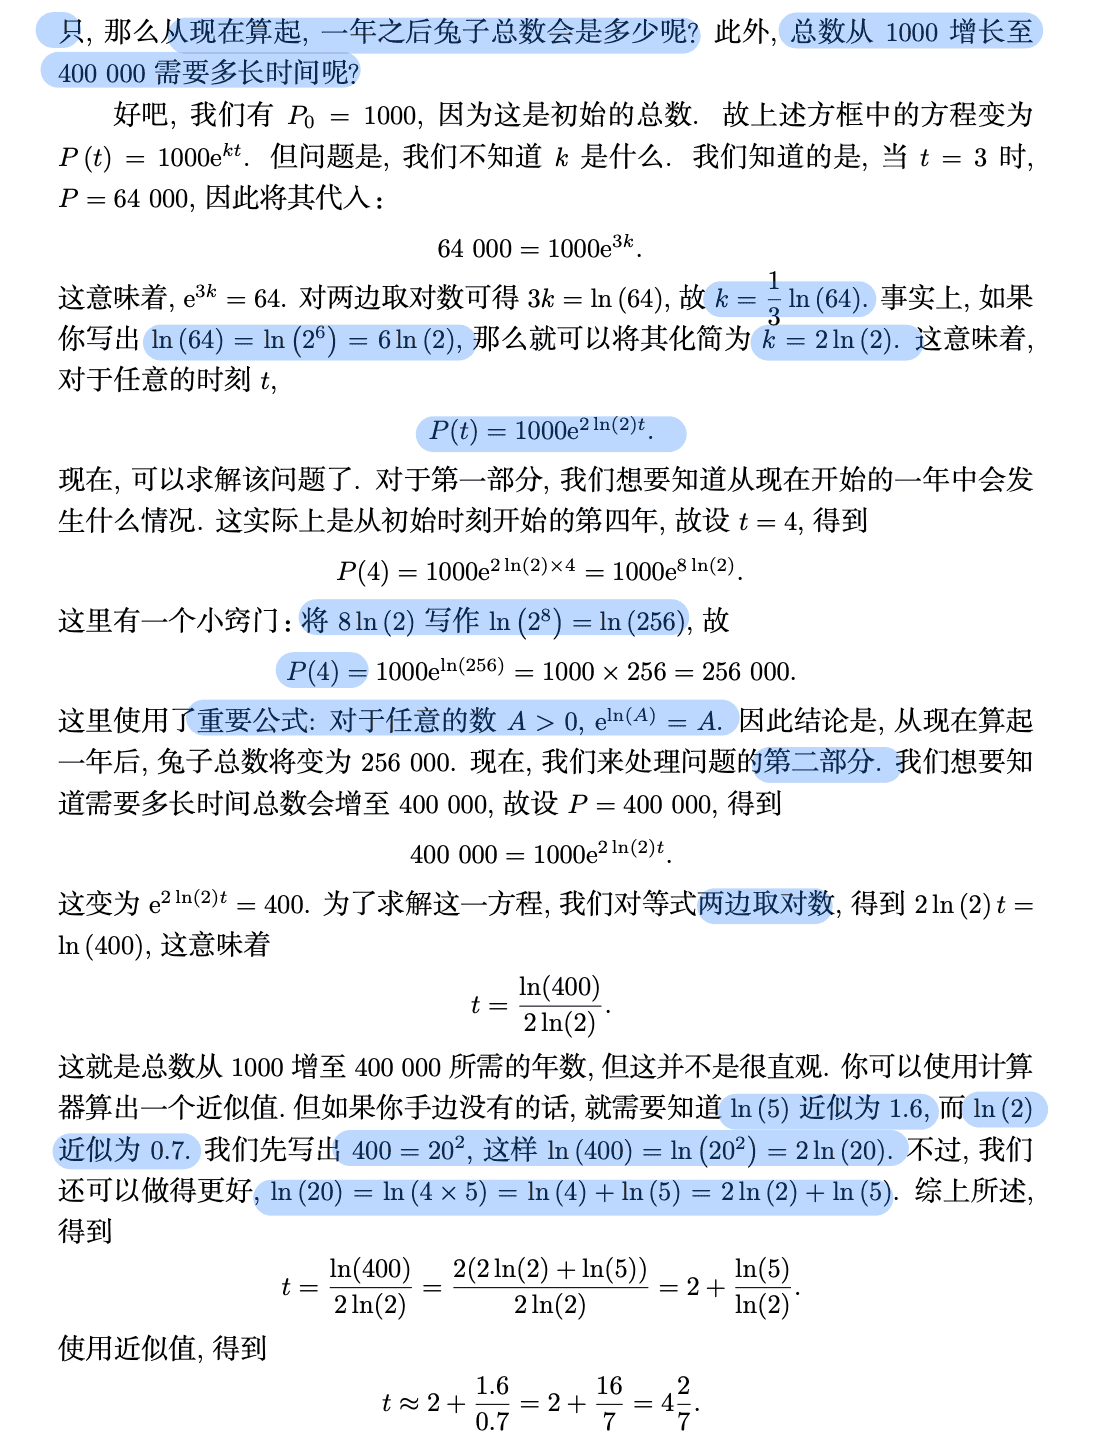 只, 那么从现在算起, 一年之后兔子总数会是多少呢? 此外, 总数从 1000 增长至
400 000 需要多长时间呢?
好吧, 我们有 P₀ = 1000, 因为这是初始的总数. 故上述方框中的方程变为
P (t) = 1000e^{kt}. 但问题是, 我们不知道 k 是什么. 我们知道的是, 当 t = 3 时,
P = 64 000, 因此将其代入:
64 000 = 1000e^{3k}.
这意味着, e^{3k} = 64. 对两边取对数可得 3k = ln (64), 故 k = \frac{1}{3} ln (64). 事实上, 如果
你写出 ln (64) = ln (2⁶) = 6 ln (2), 那么就可以将其化简为 k = 2 ln (2). 这意味着,
对于任意的时刻 t,
P(t) = 1000e^{2 ln(2)t}.
现在, 可以求解该问题了. 对于第一部分, 我们想要知道从现在开始的一年中会发
生什么情况. 这实际上是从初始时刻开始的第四年, 故设 t = 4, 得到
P(4) = 1000e^{2 ln(2)×4} = 1000e^{8 ln(2)}.
这里有一个小窍门: 将 8 ln (2) 写作 ln (2⁸) = ln (256), 故
P(4) = 1000e^{ln(256)} = 1000 × 256 = 256 000.
这里使用了重要公式: 对于任意的数 A > 0, e^{ln(A)} = A. 因此结论是, 从现在算起
一年后, 兔子总数将变为 256 000. 现在, 我们来处理问题的第二部分. 我们想要知
道需要多长时间总数会增至 400 000, 故设 P = 400 000, 得到
400 000 = 1000e^{2 ln(2)t}.
这变为 e^{2 ln(2)t} = 400. 为了求解这一方程, 我们对等式两边取对数, 得到 2 ln (2) t =
ln (400), 这意味着
t = \frac{ln(400)}{2 ln(2)}.
这就是总数从 1000 增至 400 000 所需的年数, 但这并不是很直观. 你可以使用计算
器算出一个近似值. 但如果你手边没有的话, 就需要知道 ln (5) 近似为 1.6, 而 ln (2)
近似为 0.7. 我们先写出 400 = 20², 这样 ln (400) = ln (20²) = 2 ln (20). 不过, 我们
还可以做得更好, ln (20) = ln (4 × 5) = ln (4) + ln (5) = 2 ln (2) + ln (5). 综上所述,
得到
t = \frac{ln(400)}{2 ln(2)} = \frac{2(2 ln(2) + ln(5))}{2 ln(2)} = 2 + \frac{ln(5)}{ln(2)}.
使用近似值, 得到
t ≈ 2 + \frac{1.6}{0.7} = 2 + \frac{16}{7} = 4\frac{2}{7}.